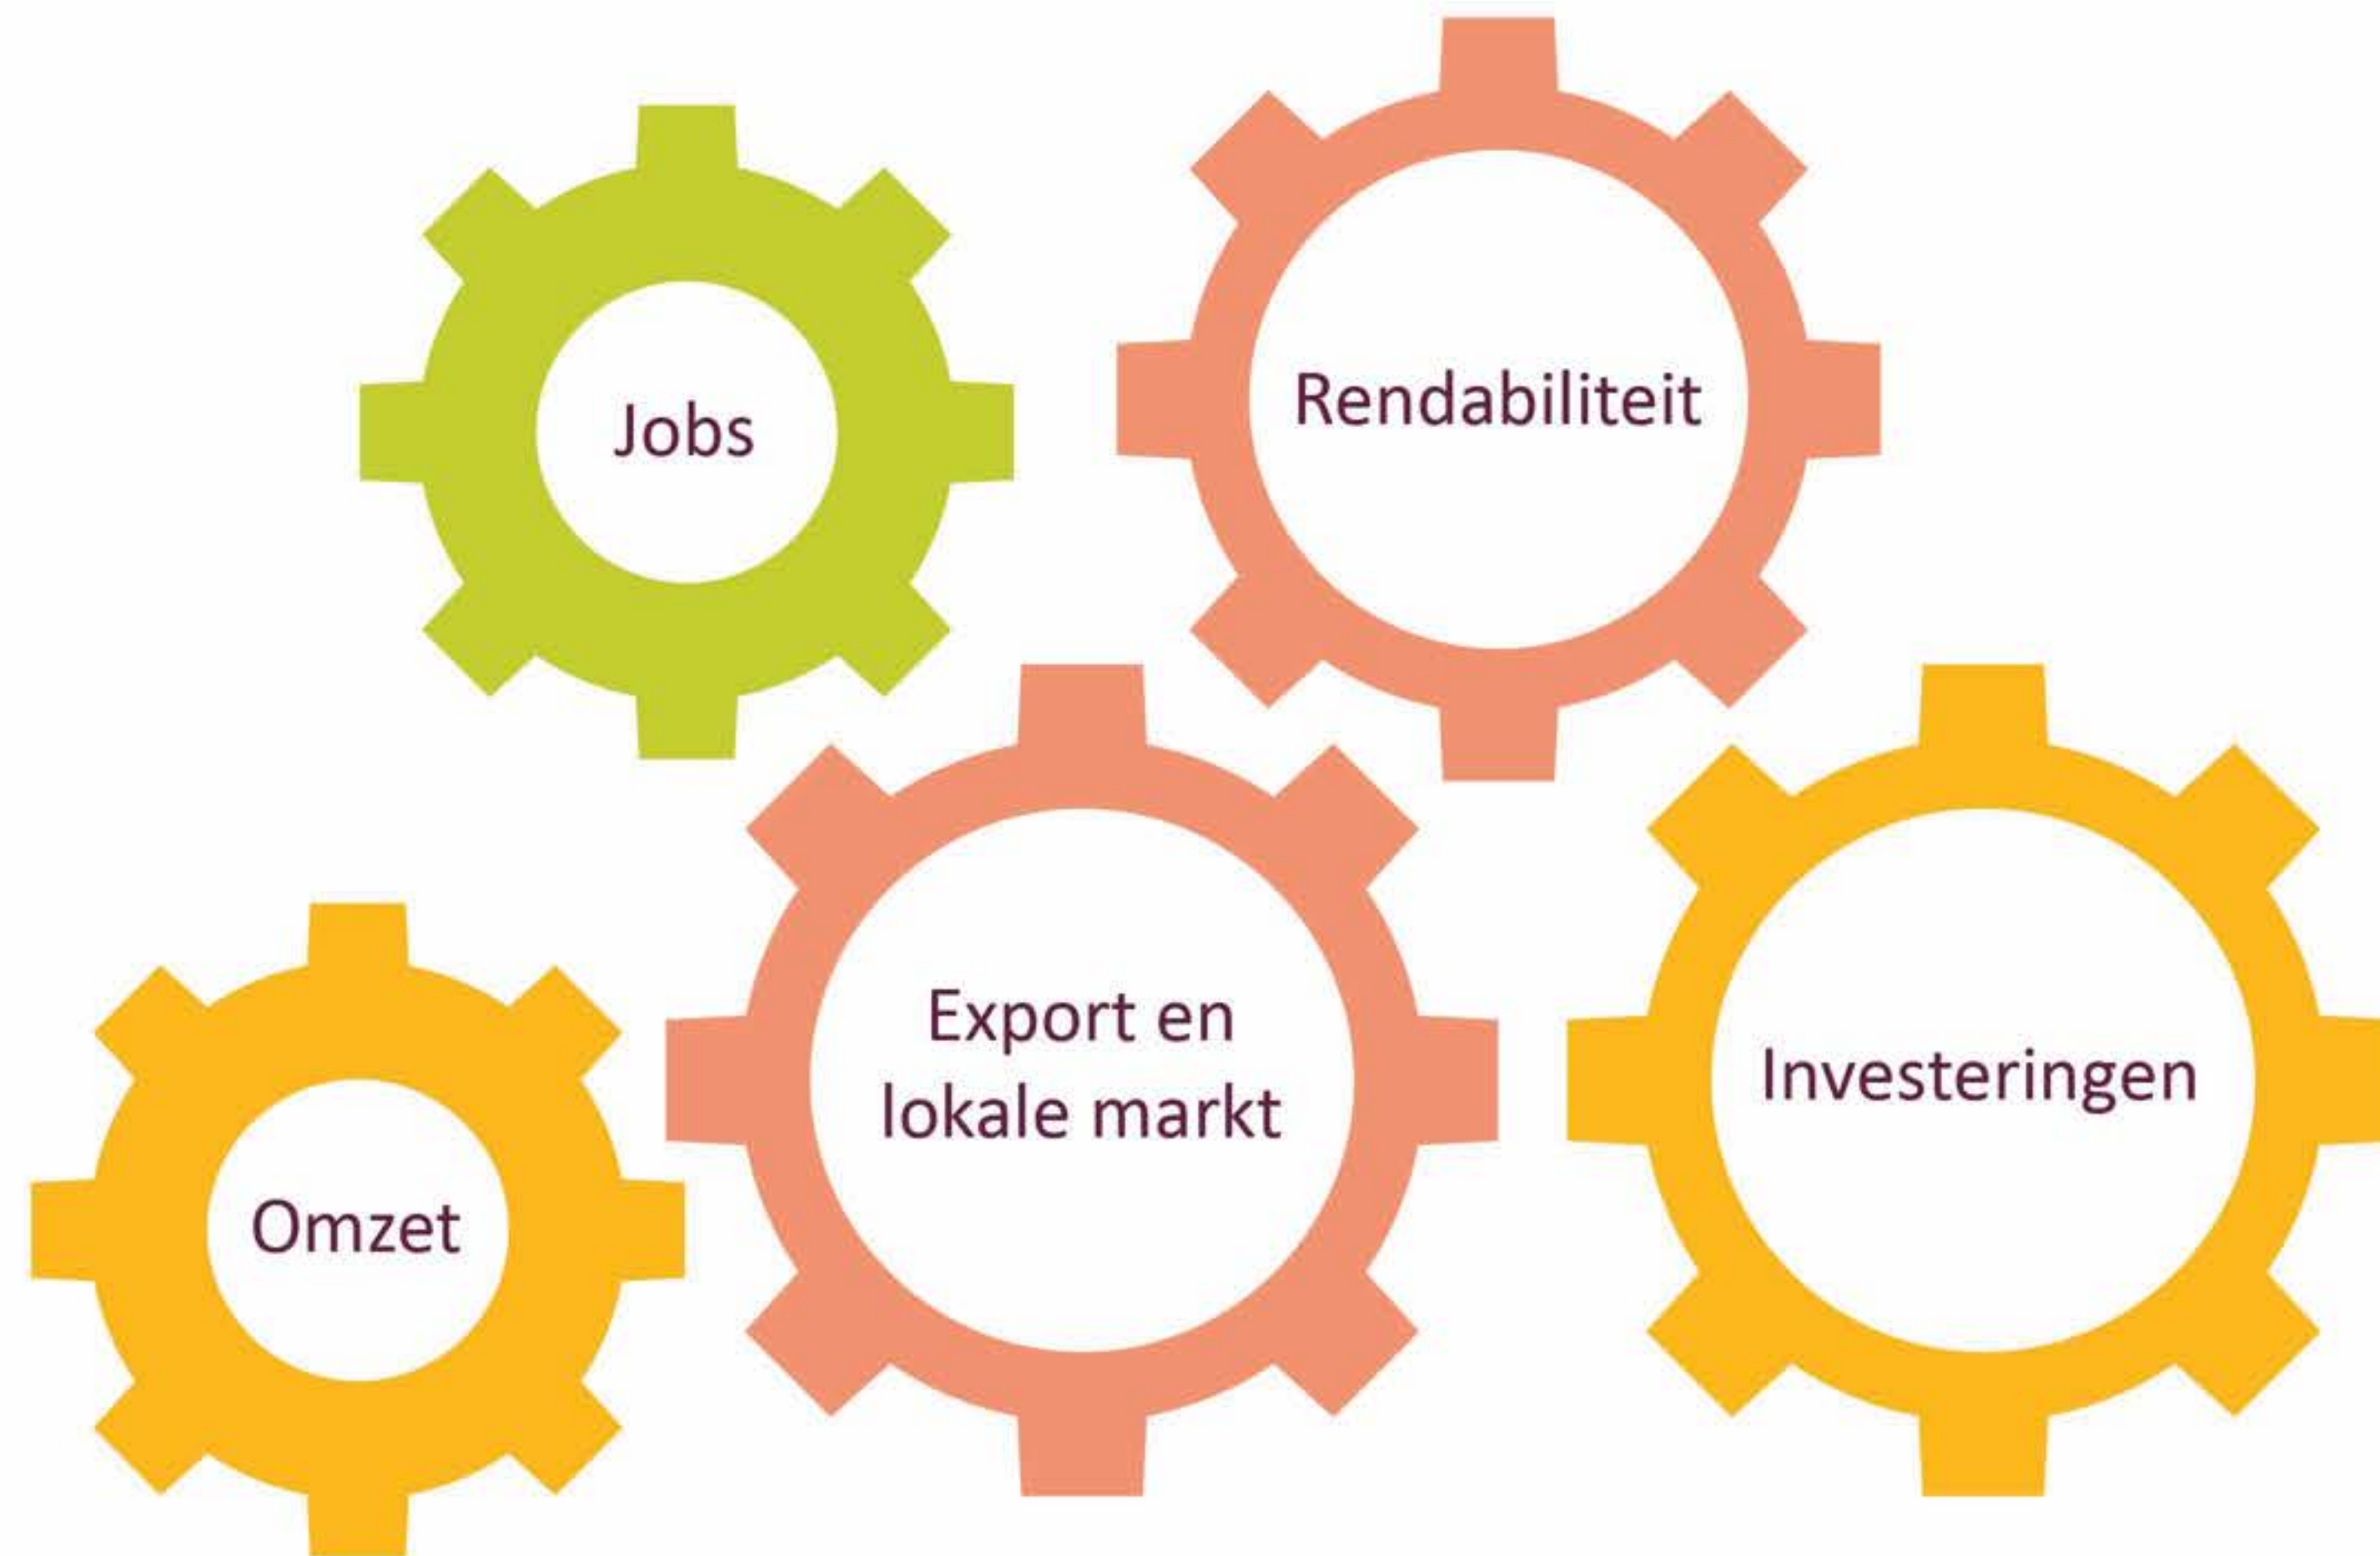 Jobs
Rendabiliteit
Export en
lokale markt
Investeringen
Omzet